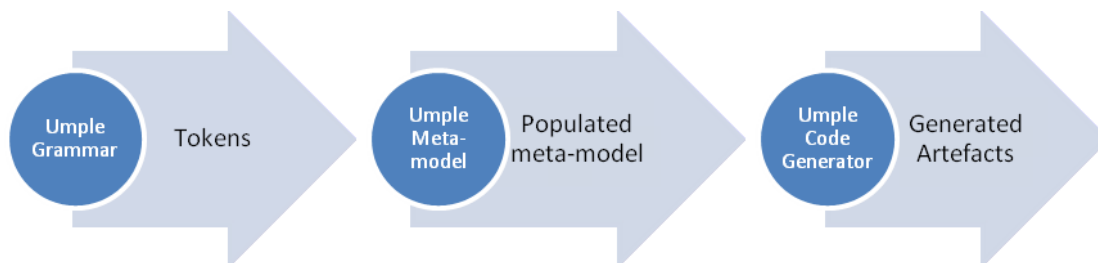 Umple
Grammar
Tokens
Umple
Meta-
model
Populated
meta-model
Umple
Code
Generator
Generated
Artefacts